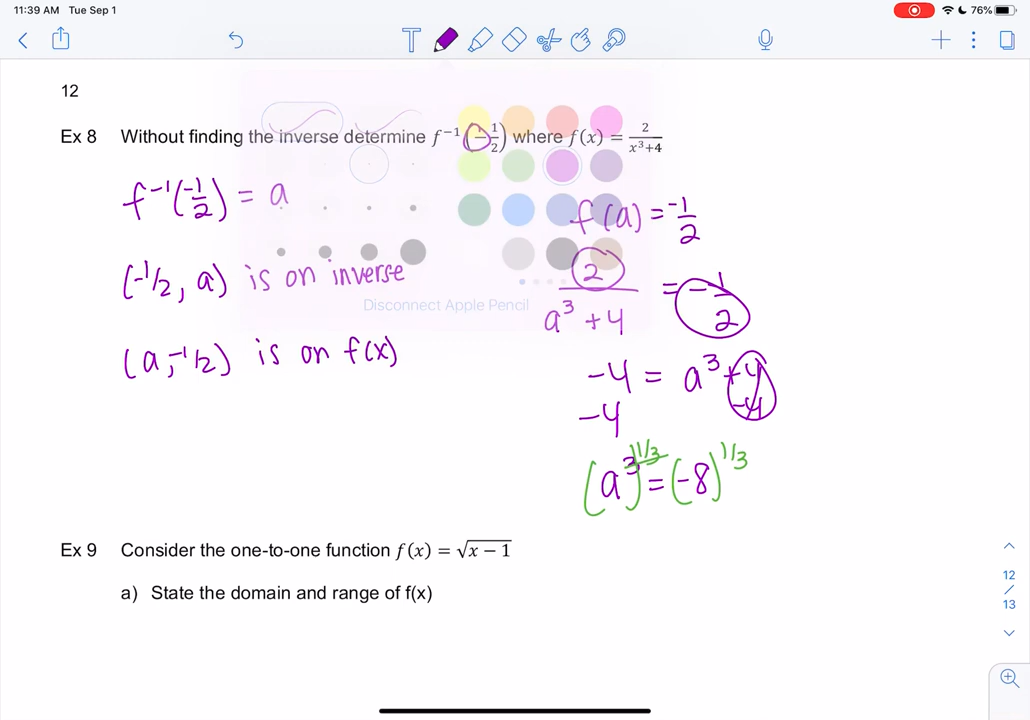 11:39 AM Tue Sep 1
76%
T
12
Ex 8 Without finding the inverse determine f⁻¹(−1/2) where f(x) = 2/(x³+4)
f⁻¹(-1/2) = a
f(a) = -1/2
(-1/2, a) is on inverse
2/(a³ + 4) = -1/2
Disconnect Apple Pencil
(a, -1/2) is on f(x)
-4 = a³ + 4
-4 -4
(a³)^1/3 = (-8)^1/3
Ex 9 Consider the one-to-one function f(x) = √(x − 1)
a) State the domain and range of f(x)
12
/
13